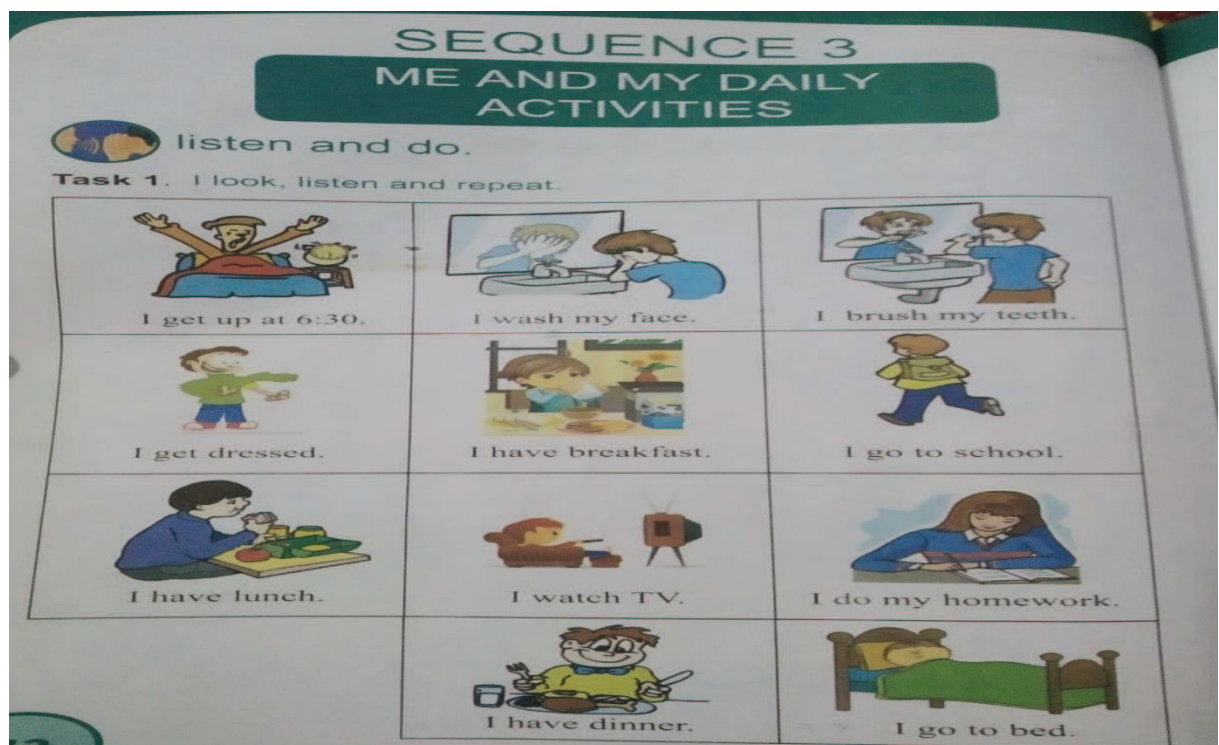 SEQUENCE 3
ME AND MY DAILY
ACTIVITIES
listen and do.
Task 1. I look, listen and repeat.
I get up at 6:30.
I wash my face.
I brush my teeth.
I get dressed.
I have breakfast.
I go to school.
I have lunch.
I watch TV.
I do my homework.
I have dinner.
I go to bed.